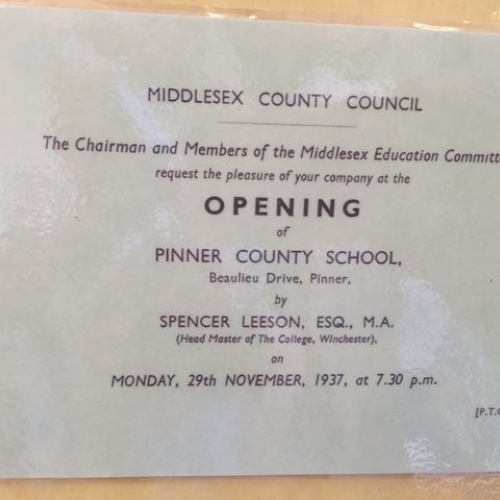 MIDDLESEX COUNTY COUNCIL
The Chairman and Members of the Middlesex Education
request the pleasure of your company at the
OPENING
of
PINNER COUNTY SCHOOL,
Beaulieu Drive, Pinner,
by
SPENCER LEESON, ESQ., M.A.
(Head Master of The College, Winchester),
on
MONDAY, 29th NOVEMBER, 1937, at 7.30 p.m.